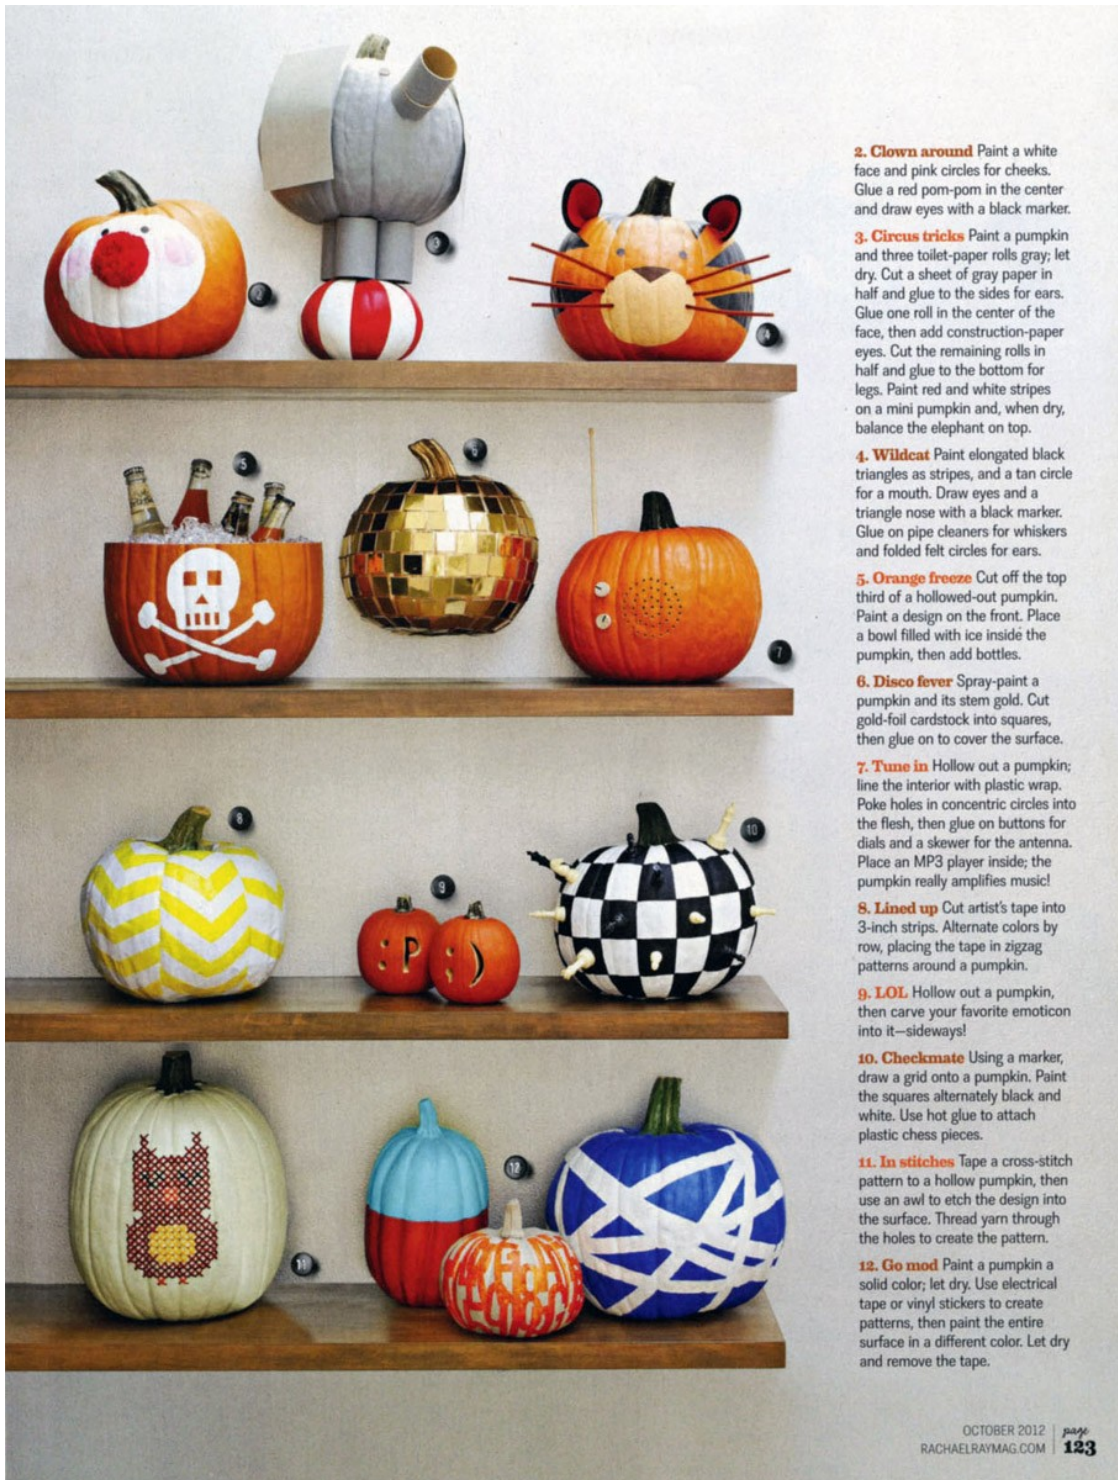 3
2
4
5
6
7
8
10
9
:P
;)
12
11
2. Clown around Paint a white
face and pink circles for cheeks.
Glue a red pom-pom in the center
and draw eyes with a black marker.
3. Circus tricks Paint a pumpkin
and three toilet-paper rolls gray; let
dry. Cut a sheet of gray paper in
half and glue to the sides for ears.
Glue one roll in the center of the
face, then add construction-paper
eyes. Cut the remaining rolls in
half and glue to the bottom for
legs. Paint red and white stripes
on a mini pumpkin and, when dry,
balance the elephant on top.
4. Wildcat Paint elongated black
triangles as stripes, and a tan circle
for a mouth. Draw eyes and a
triangle nose with a black marker.
Glue on pipe cleaners for whiskers
and folded felt circles for ears.
5. Orange freeze Cut off the top
third of a hollowed-out pumpkin.
Paint a design on the front. Place
a bowl filled with ice inside the
pumpkin, then add bottles.
6. Disco fever Spray-paint a
pumpkin and its stem gold. Cut
gold-foil cardstock into squares,
then glue on to cover the surface.
7. Tune in Hollow out a pumpkin;
line the interior with plastic wrap.
Poke holes in concentric circles into
the flesh, then glue on buttons for
dials and a skewer for the antenna.
Place an MP3 player inside; the
pumpkin really amplifies music!
8. Lined up Cut artist's tape into
3-inch strips. Alternate colors by
row, placing the tape in zigzag
patterns around a pumpkin.
9. LOL Hollow out a pumpkin,
then carve your favorite emoticon
into it—sideways!
10. Checkmate Using a marker,
draw a grid onto a pumpkin. Paint
the squares alternately black and
white. Use hot glue to attach
plastic chess pieces.
11. In stitches Tape a cross-stitch
pattern to a hollow pumpkin, then
use an awl to etch the design into
the surface. Thread yarn through
the holes to create the pattern.
12. Go mod Paint a pumpkin a
solid color; let dry. Use electrical
tape or vinyl stickers to create
patterns, then paint the entire
surface in a different color. Let dry
and remove the tape.
OCTOBER 2012
RACHAELRAYMAG.COM
page
123